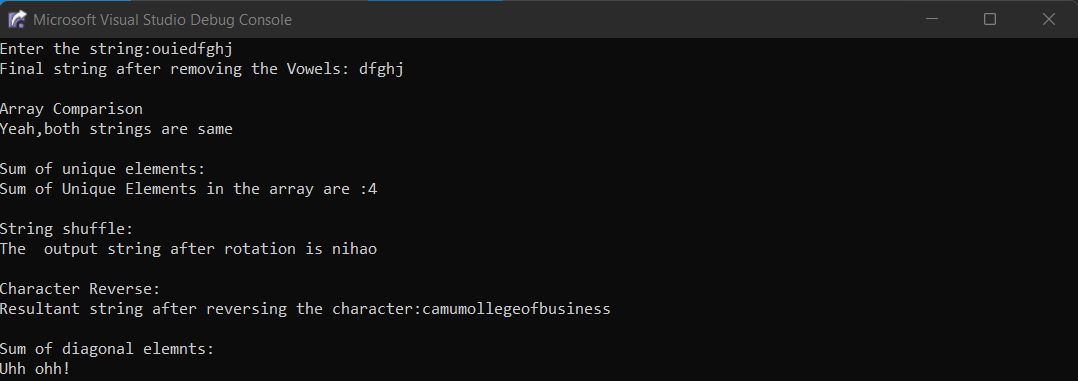 Microsoft Visual Studio Debug Console
Enter the string:ouiedfghj
Final string after removing the Vowels: dfghj
Array Comparison
Yeah,both strings are same
Sum of unique elements:
Sum of Unique Elements in the array are :4
String shuffle:
The  output string after rotation is nihao
Character Reverse:
Resultant string after reversing the character:camumollegeofbusiness
Sum of diagonal elemnts:
Uhh ohh!